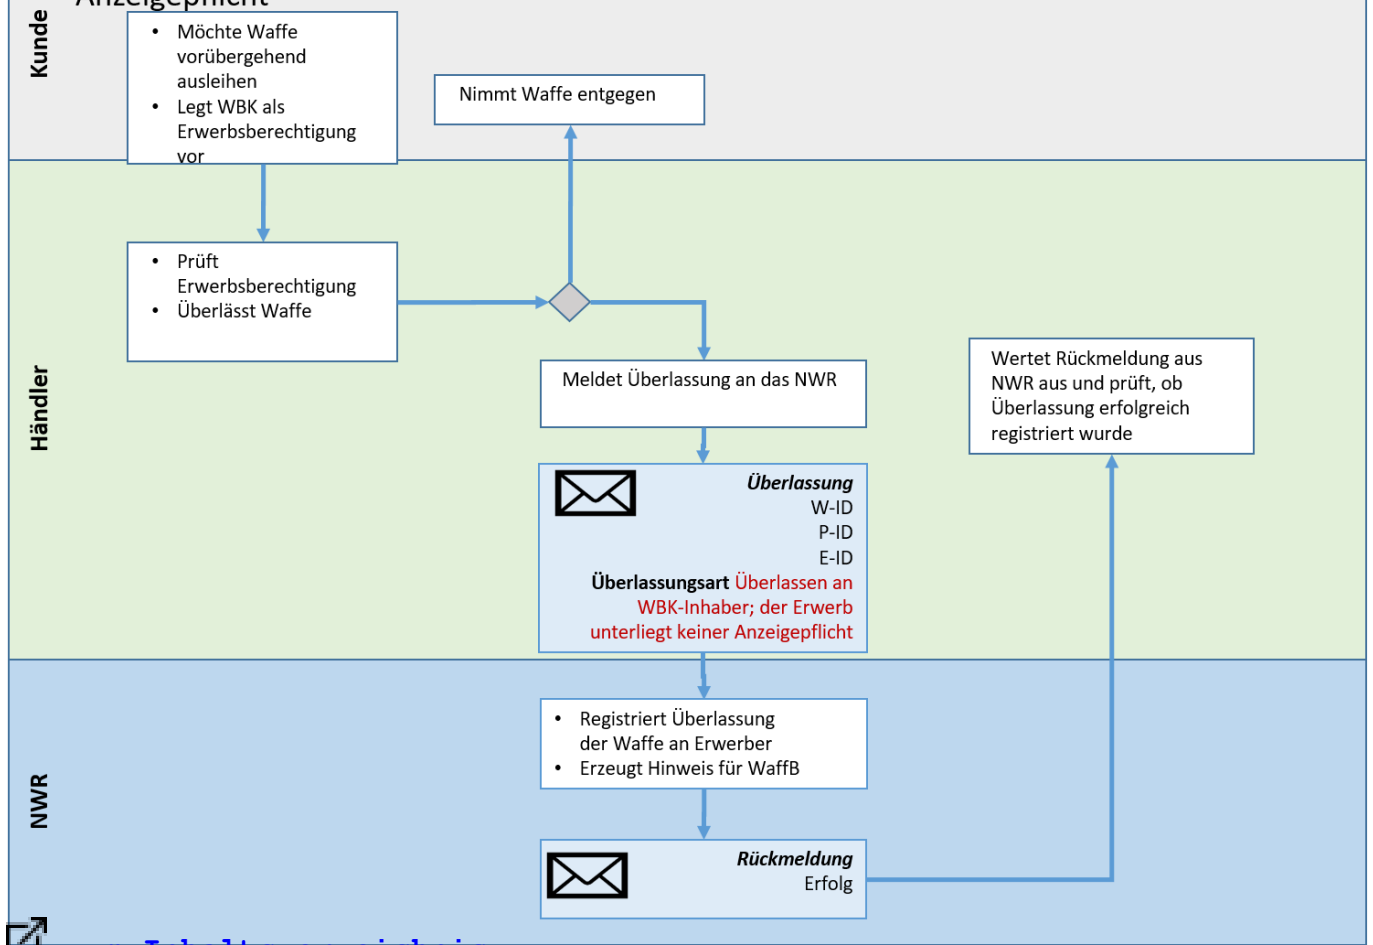 Anzeigepflicht
Kunde
• Möchte Waffe
vorübergehend
ausleihen
• Legt WBK als
Erwerbsberechtigung
vor
Nimmt Waffe entgegen
Händler
• Prüft
Erwerbsberechtigung
• Überlässt Waffe
Meldet Überlassung an das NWR
Wertet Rückmeldung aus
NWR aus und prüft, ob
Überlassung erfolgreich
registriert wurde
Überlassung
W-ID
P-ID
E-ID
Überlassungsart Überlassen an
WBK-Inhaber; der Erwerb
unterliegt keiner Anzeigepflicht
NWR
• Registriert Überlassung
der Waffe an Erwerber
• Erzeugt Hinweis für WaffB
Rückmeldung
Erfolg
Inhaltsverzeichnis